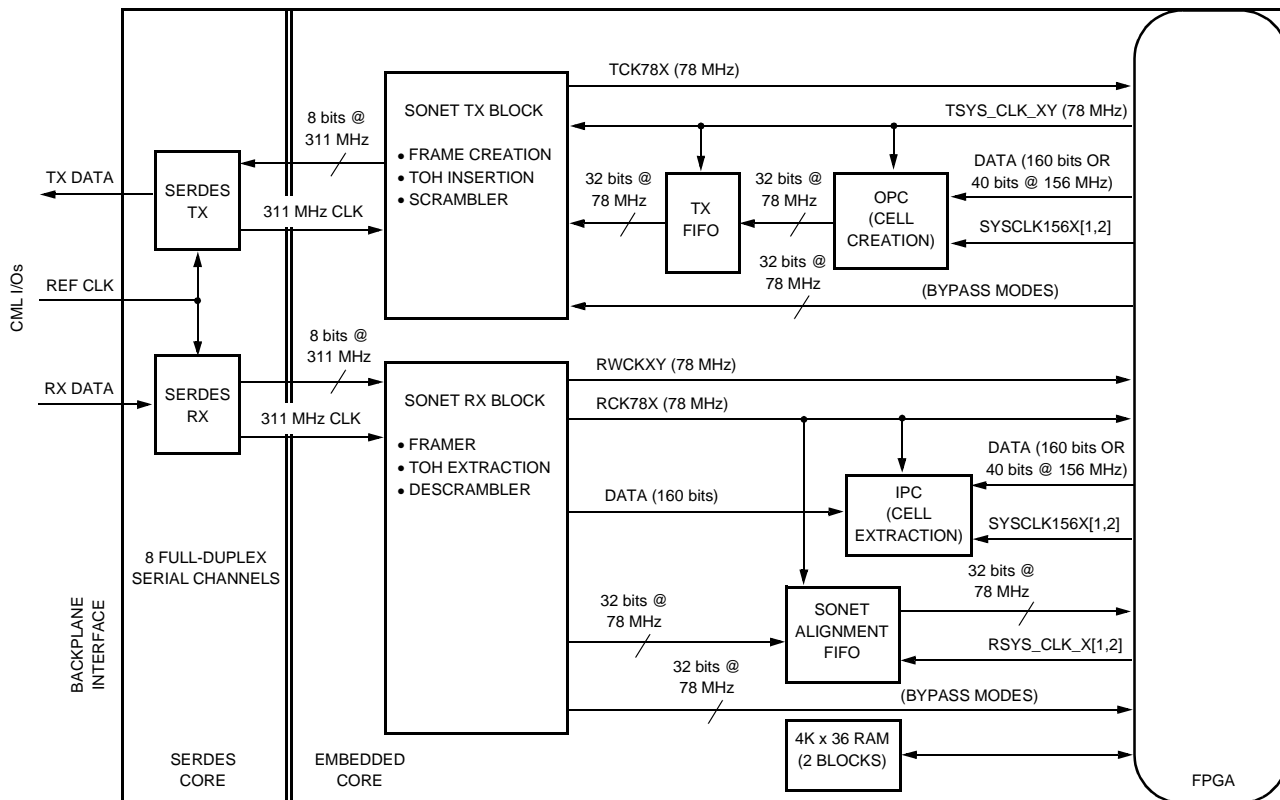 TCK78X (78 MHz)
SONET TX BLOCK
• FRAME CREATION
• TOH INSERTION
• SCRAMBLER
8 bits @
311 MHz
TSYS_CLK_XY (78 MHz)
DATA (160 bits OR
40 bits @ 156 MHz)
TX DATA
SERDES
TX
311 MHz CLK
32 bits @
78 MHz
TX
FIFO
32 bits @
78 MHz
OPC
(CELL
CREATION)
SYSCLK156X[1,2]
32 bits @
78 MHz
(BYPASS MODES)
CML I/Os
REF CLK
8 bits @
311 MHz
RX DATA
SERDES
RX
311 MHz CLK
SONET RX BLOCK
• FRAMER
• TOH EXTRACTION
• DESCRAMBLER
RWCKXY (78 MHz)
RCK78X (78 MHz)
DATA (160 bits OR
40 bits @ 156 MHz)
DATA (160 bits)
IPC
(CELL
EXTRACTION)
SYSCLK156X[1,2]
8 FULL-DUPLEX
SERIAL CHANNELS
BACKPLANE
INTERFACE
32 bits @
78 MHz
SONET
ALIGNMENT
FIFO
32 bits @
78 MHz
RSYS_CLK_X[1,2]
32 bits @
78 MHz
(BYPASS MODES)
4K x 36 RAM
(2 BLOCKS)
SERDES
CORE
EMBEDDED
CORE
FPGA